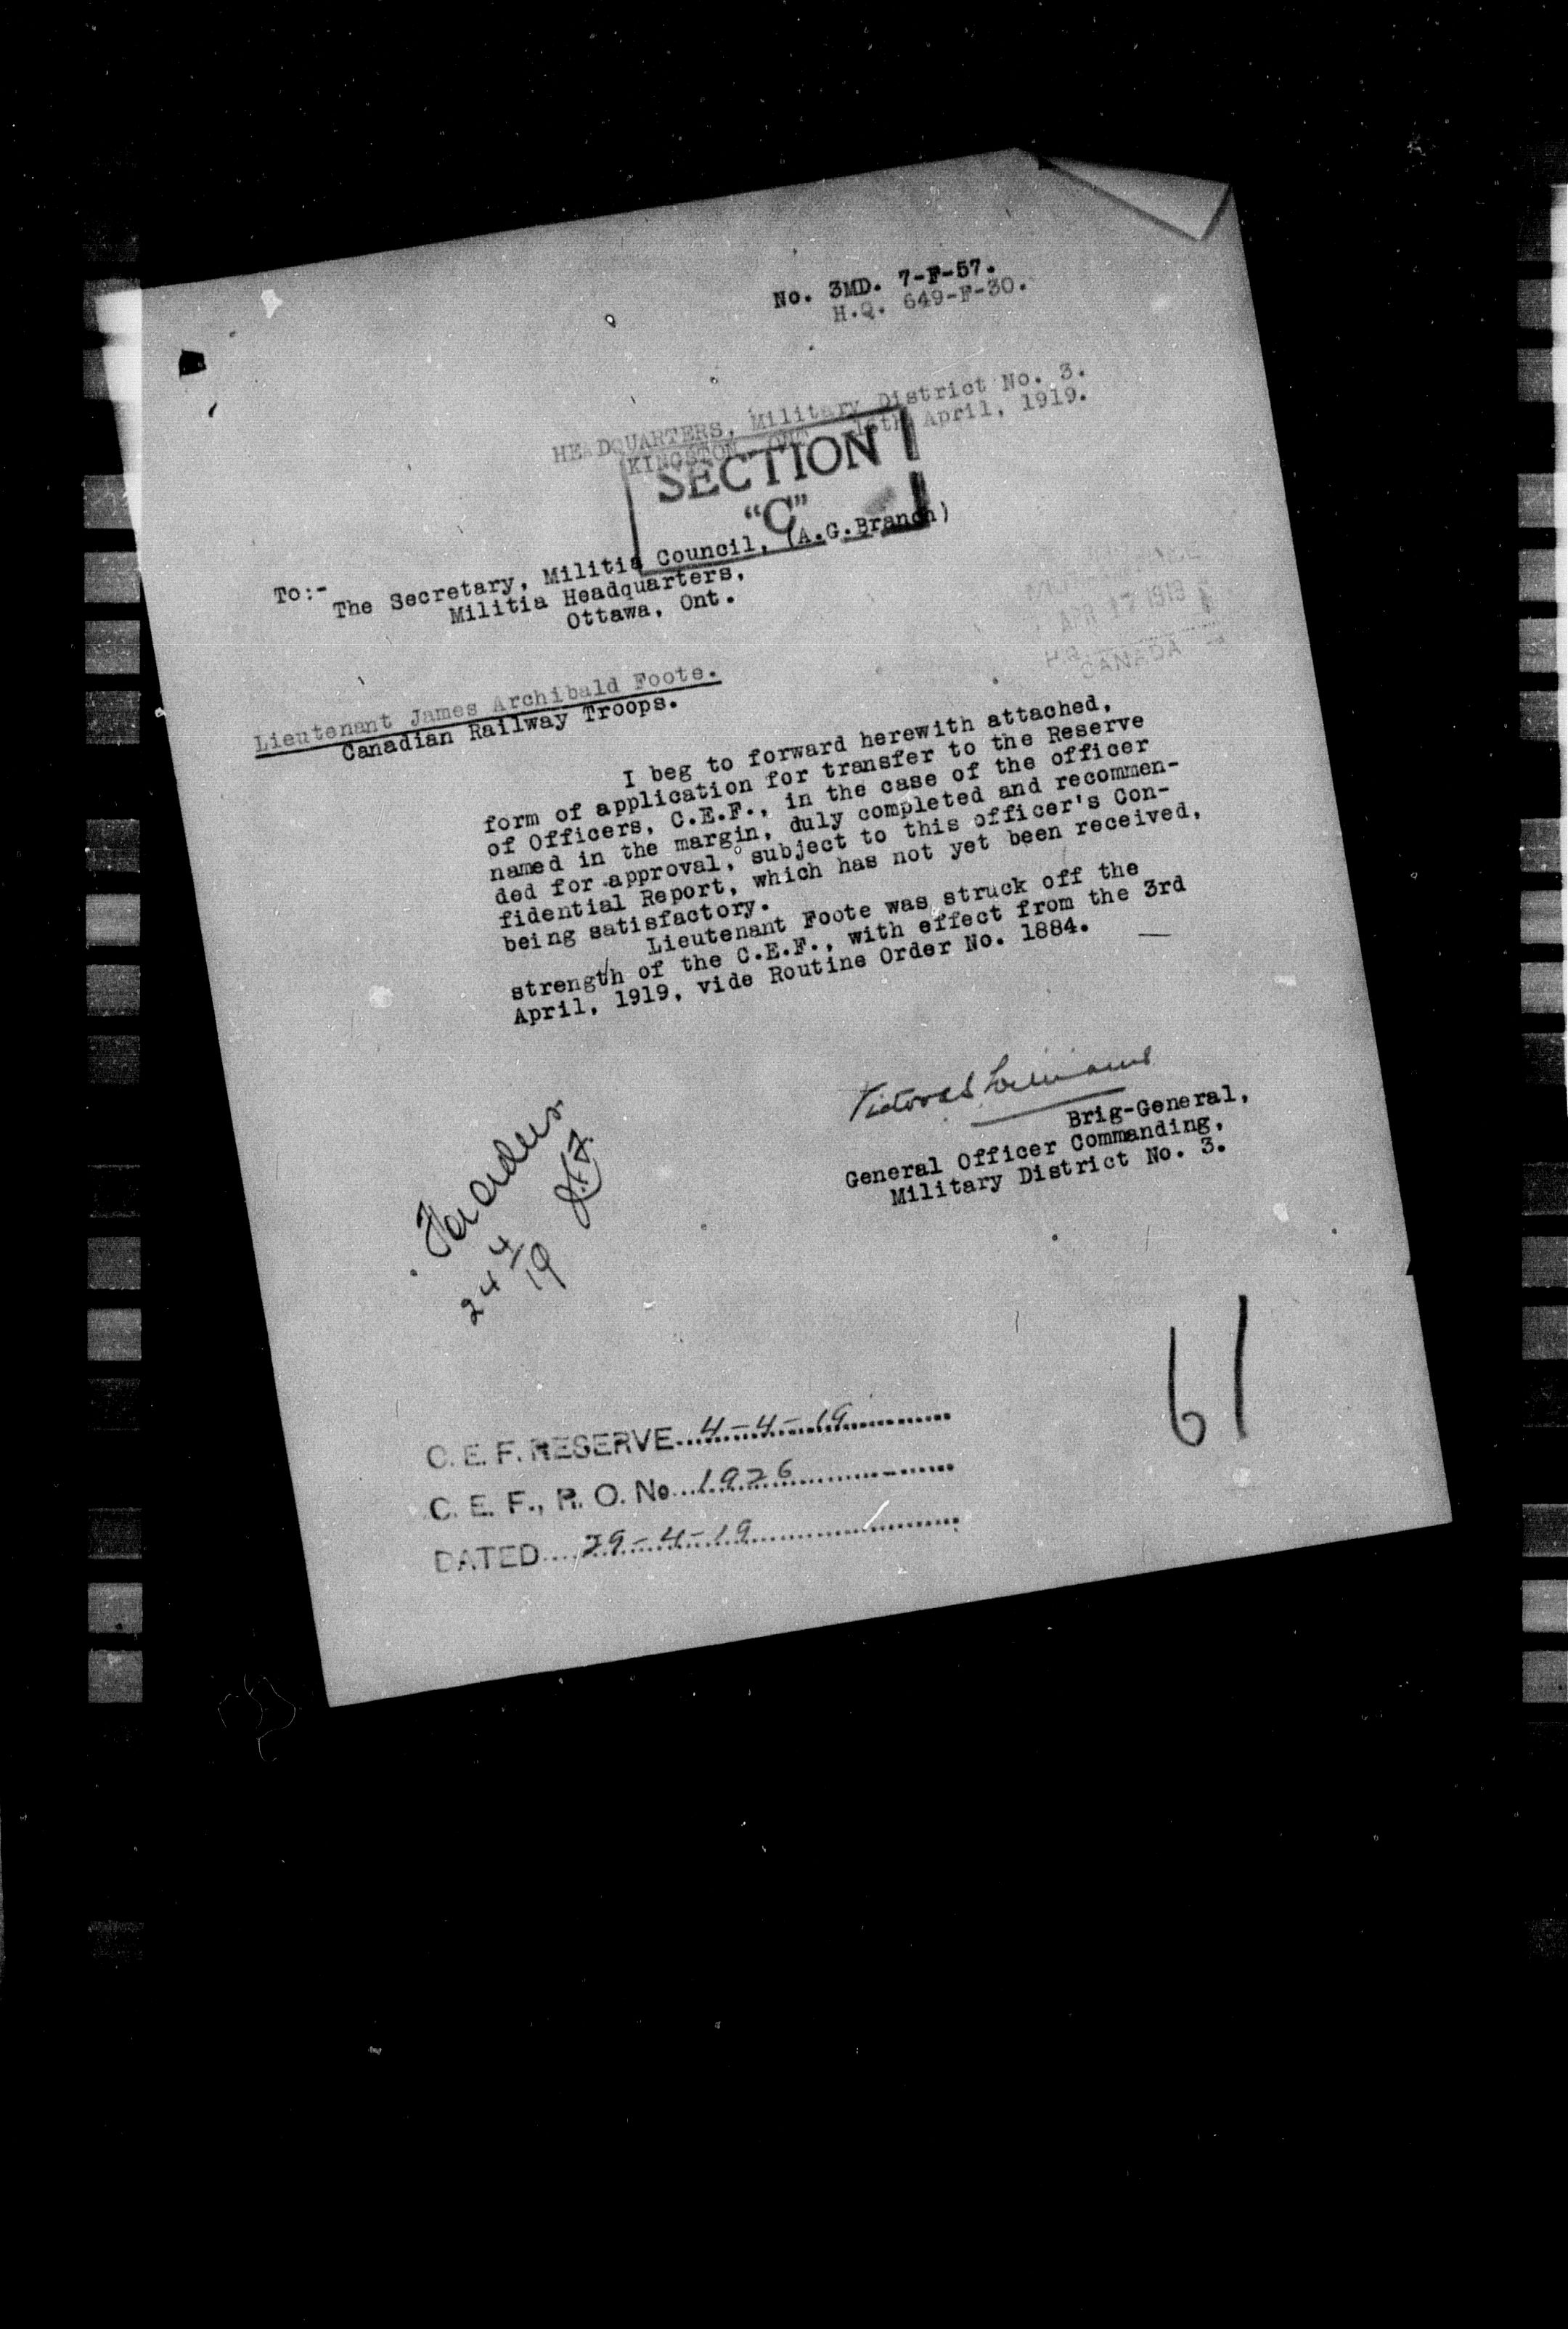 No. 3MD. 7-F-57.
H.Q. 649-F-30.
HEADQUARTERS, Military District No. 3.
KINGSTON, ONT April, 1919.
SECTION
"C"
To:-
The Secretary, Militia Council, (A.G.Branch)
Militia Headquarters,
Ottawa, Ont.
APR 17 1919
H.Q.
CANADA
Lieutenant James Archibald Foote.
Canadian Railway Troops.
I beg to forward herewith attached,
form of application for transfer to the Reserve
of Officers, C.E.F., in the case of the officer
named in the margin, duly completed and recommen-
ded for approval, subject to this officer's Con-
fidential Report, which has not yet been received,
being satisfactory.
Lieutenant Foote was struck off the
strength of the C.E.F., with effect from the 3rd
April, 1919, vide Routine Order No. 1884.
Brig-General,
General Officer Commanding,
Military District No. 3.
24 4/19
61
C. E. F. RESERVE 4-4-19
C. E. F., R. O. No 1926
DATED 29-4-19